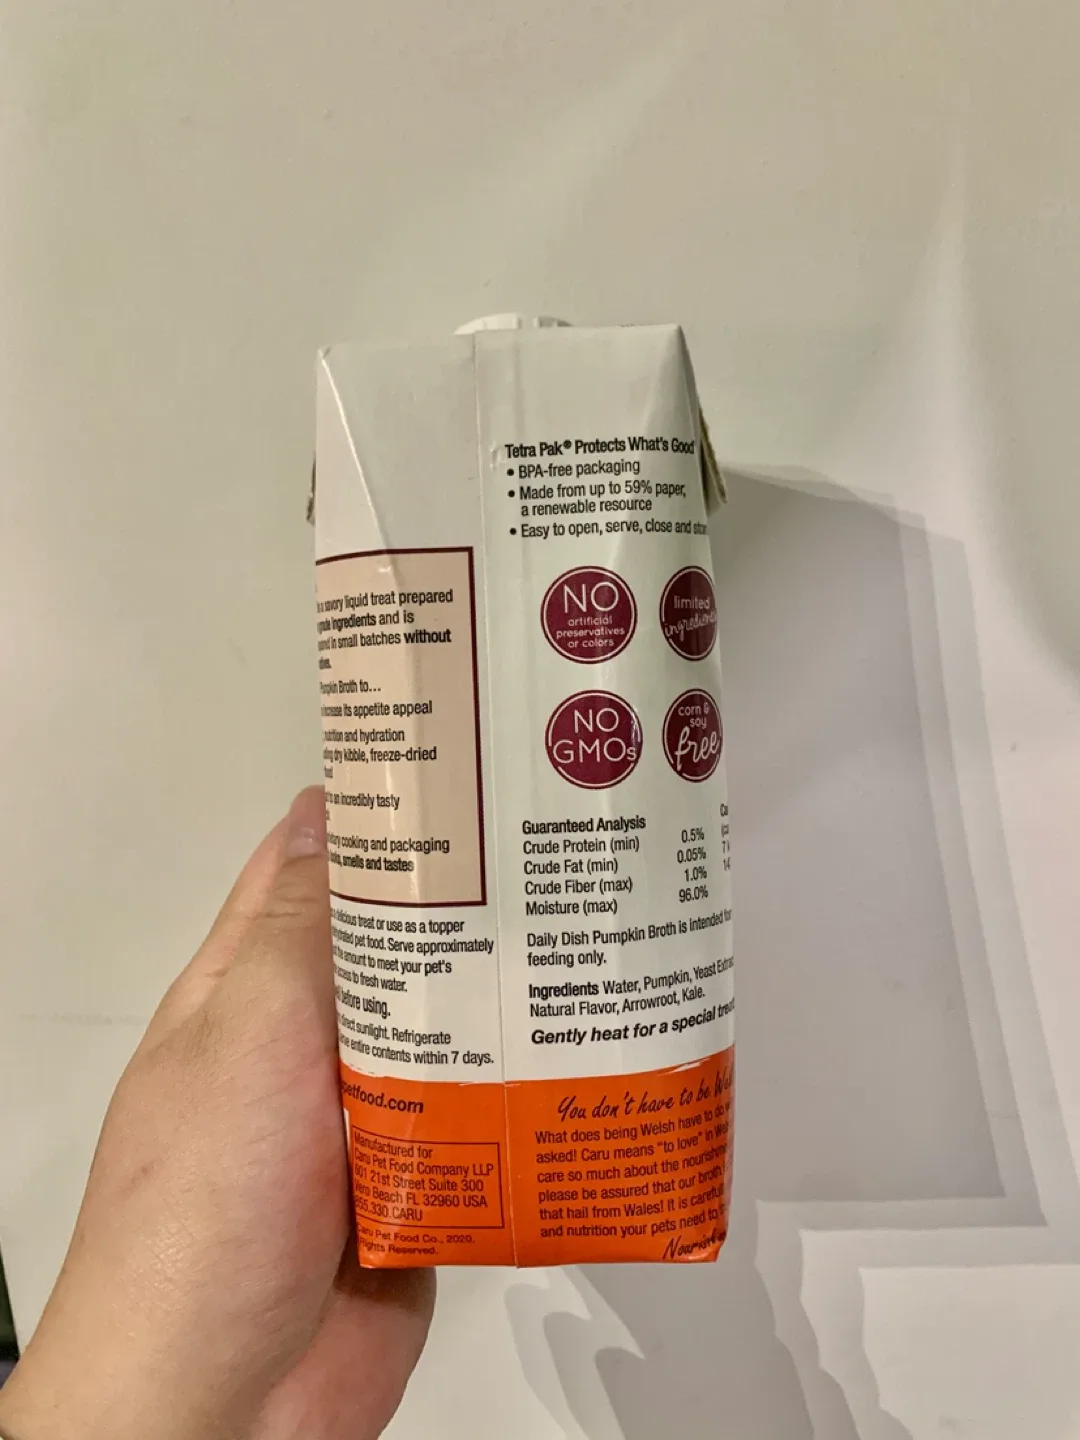 savory liquid treat prepared
ingredients and is
in small batches without
Broth to...
increase its appetite appeal
nutrition and hydration
dry kibble, freeze-dried
an incredibly tasty
cooking and packaging
smells and tastes
delicious treat or use as a topper
pet food. Serve approximately
the amount to meet your pet's
access to fresh water.
before using.
direct sunlight. Refrigerate
entire contents within 7 days.
petfood.com
Manufactured for
Caru Pet Food Company LLP
601 21st Street Suite 300
Vero Beach FL 32960 USA
855.330.CARU
Caru Pet Food Co., 2020.
Rights Reserved.
Tetra Pak® Protects What's Good
• BPA-free packaging
• Made from up to 59% paper,
a renewable resource
• Easy to open, serve, close and
NO
artificial
preservatives
or colors
limited
ingredients
NO
GMOs
corn &
soy
free
Guaranteed Analysis
Crude Protein (min) 0.5%
Crude Fat (min) 0.05%
Crude Fiber (max) 1.0%
Moisture (max) 96.0%
Daily Dish Pumpkin Broth is intended for
feeding only.
Ingredients Water, Pumpkin, Yeast Extract
Natural Flavor, Arrowroot, Kale.
Gently heat for a special treat
You don't have to be
What does being Welsh have to do
asked! Caru means "to love" in
care so much about the
please be assured that our broth
that hail from Wales! It is
and nutrition your pets need to